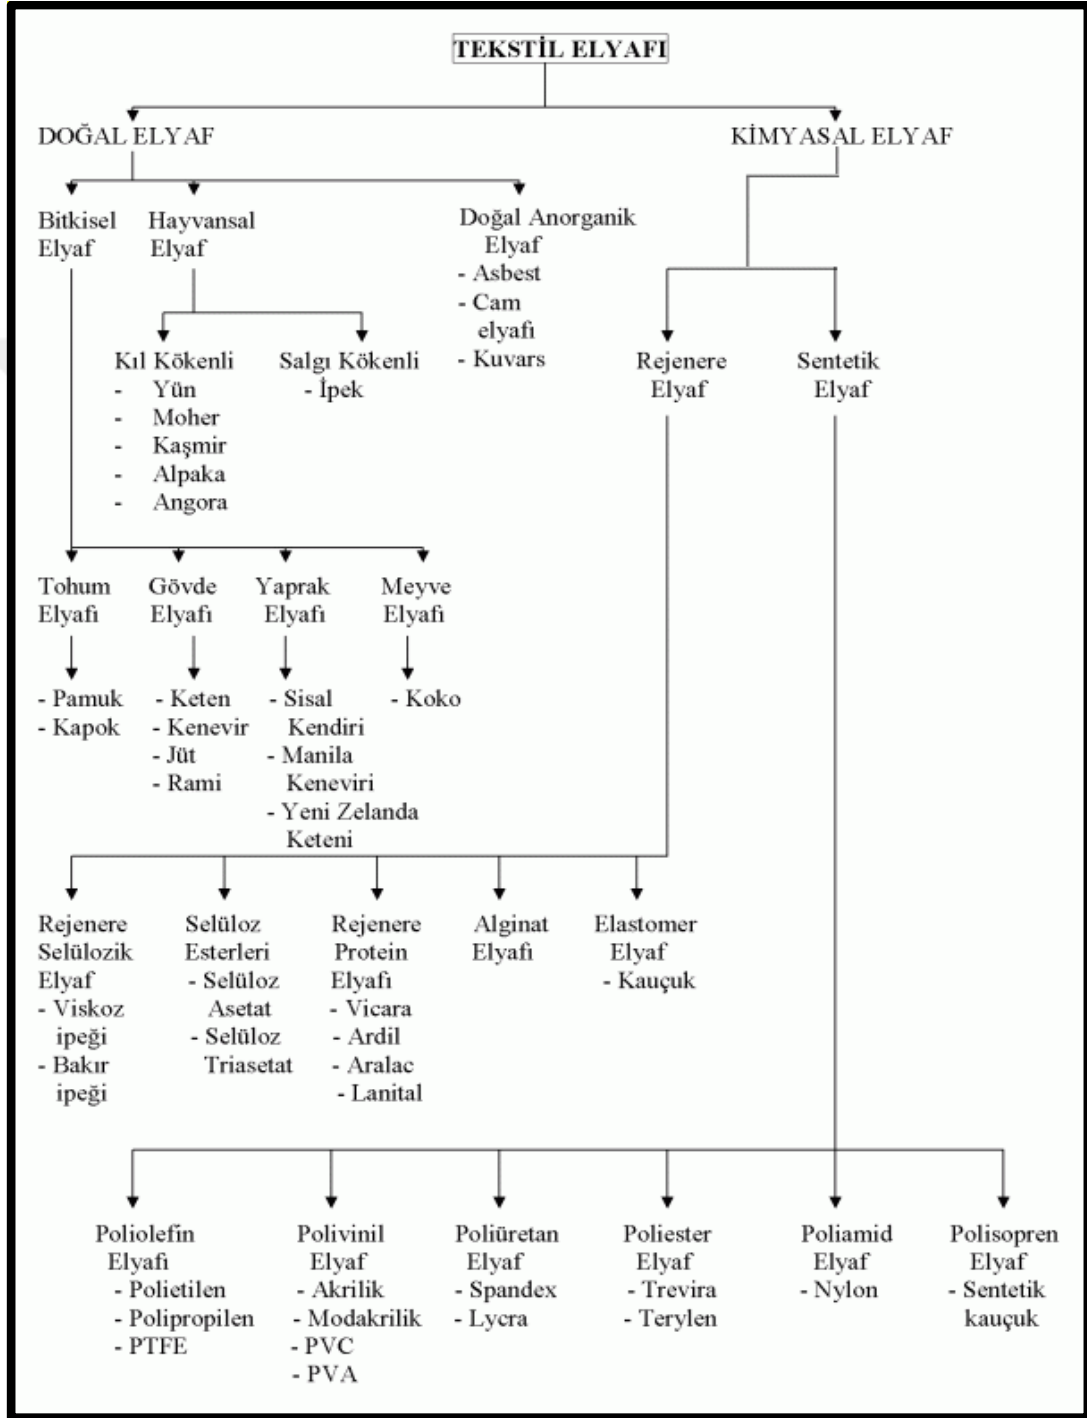 TEKSTİL ELYAFI
DOĞAL ELYAF
KİMYASAL ELYAF
Bitkisel
Elyaf
Hayvansal
Elyaf
Doğal Anorganik
Elyaf
- Asbest
- Cam
elyafı
- Kuvars
Kıl Kökenli
- Yün
- Moher
- Kaşmir
- Alpaka
- Angora
Salgı Kökenli
- İpek
Rejenere
Elyaf
Sentetik
Elyaf
Tohum
Elyafı
Gövde
Elyafı
Yaprak
Elyafı
Meyve
Elyafı
- Pamuk
- Kapok
- Keten
- Kenevir
- Jüt
- Rami
- Sisal
Kendiri
- Manila
Keneviri
- Yeni Zelanda
Keteni
- Koko
Rejenere
Selülozik
Elyaf
- Viskoz
ipeği
- Bakır
ipeği
Selüloz
Esterleri
- Selüloz
Asetat
- Selüloz
Triasetat
Rejenere
Protein
Elyafı
- Vicara
- Ardil
- Aralac
- Lanital
Alginat
Elyafı
Elastomer
Elyaf
- Kauçuk
Poliolefin
Elyafı
- Polietilen
- Polipropilen
- PTFE
Polivinil
Elyaf
- Akrilik
- Modakrilik
- PVC
- PVA
Poliüretan
Elyaf
- Spandex
- Lycra
Poliester
Elyaf
- Trevira
- Terylen
Poliamid
Elyaf
- Nylon
Polisopren
Elyaf
- Sentetik
kauçuk